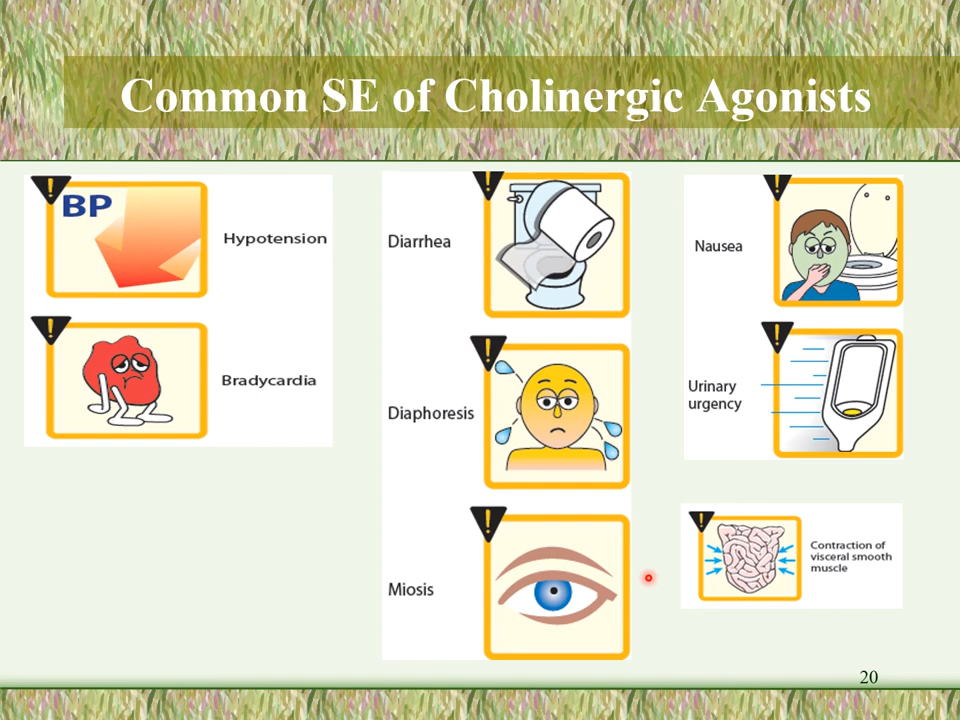 Common SE of Cholinergic Agonists
!
BP
Hypotension
!
Bradycardia
!
Diarrhea
!
Diaphoresis
!
Miosis
!
Nausea
!
Urinary
urgency
!
Contraction of
visceral smooth
muscle
20